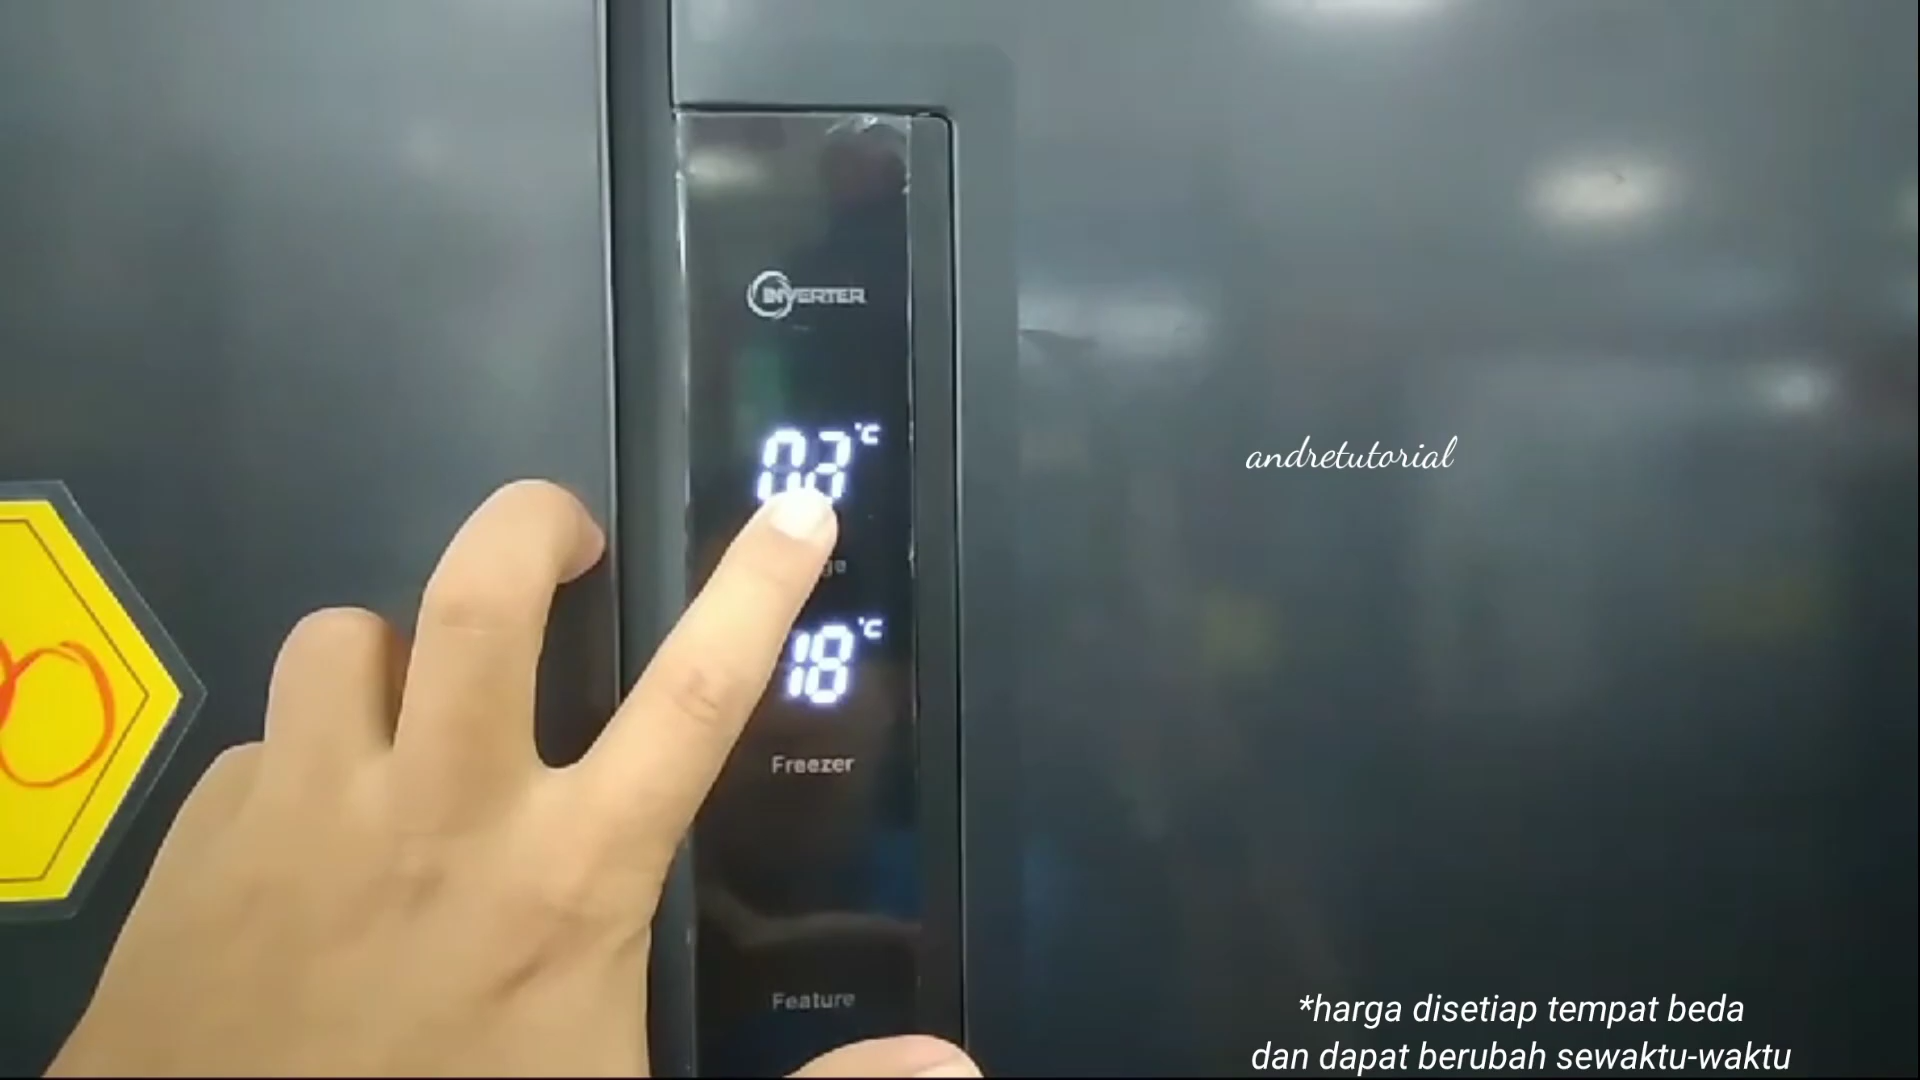 INVERTER
°C
18 °C
Freezer
Feature
andretutorial
*harga disetiap tempat beda
dan dapat berubah sewaktu-waktu